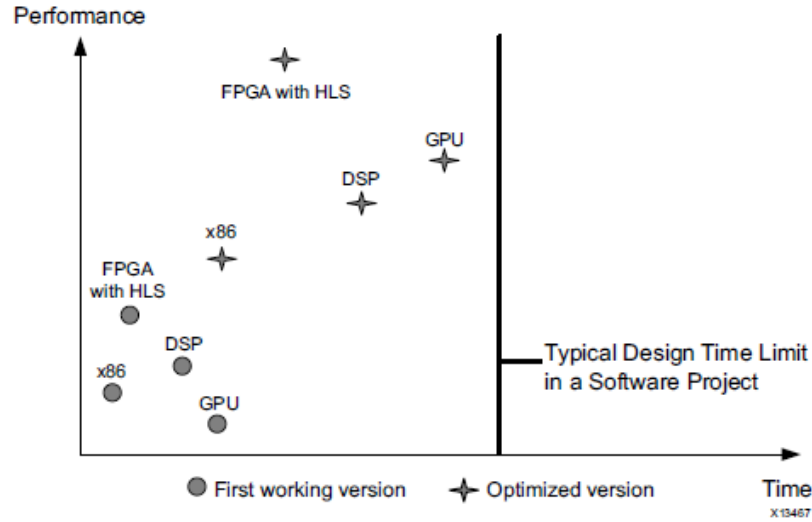 Performance
FPGA with HLS
GPU
DSP
x86
FPGA
with HLS
DSP
x86
GPU
Typical Design Time Limit
in a Software Project
First working version
Optimized version
Time
X13467